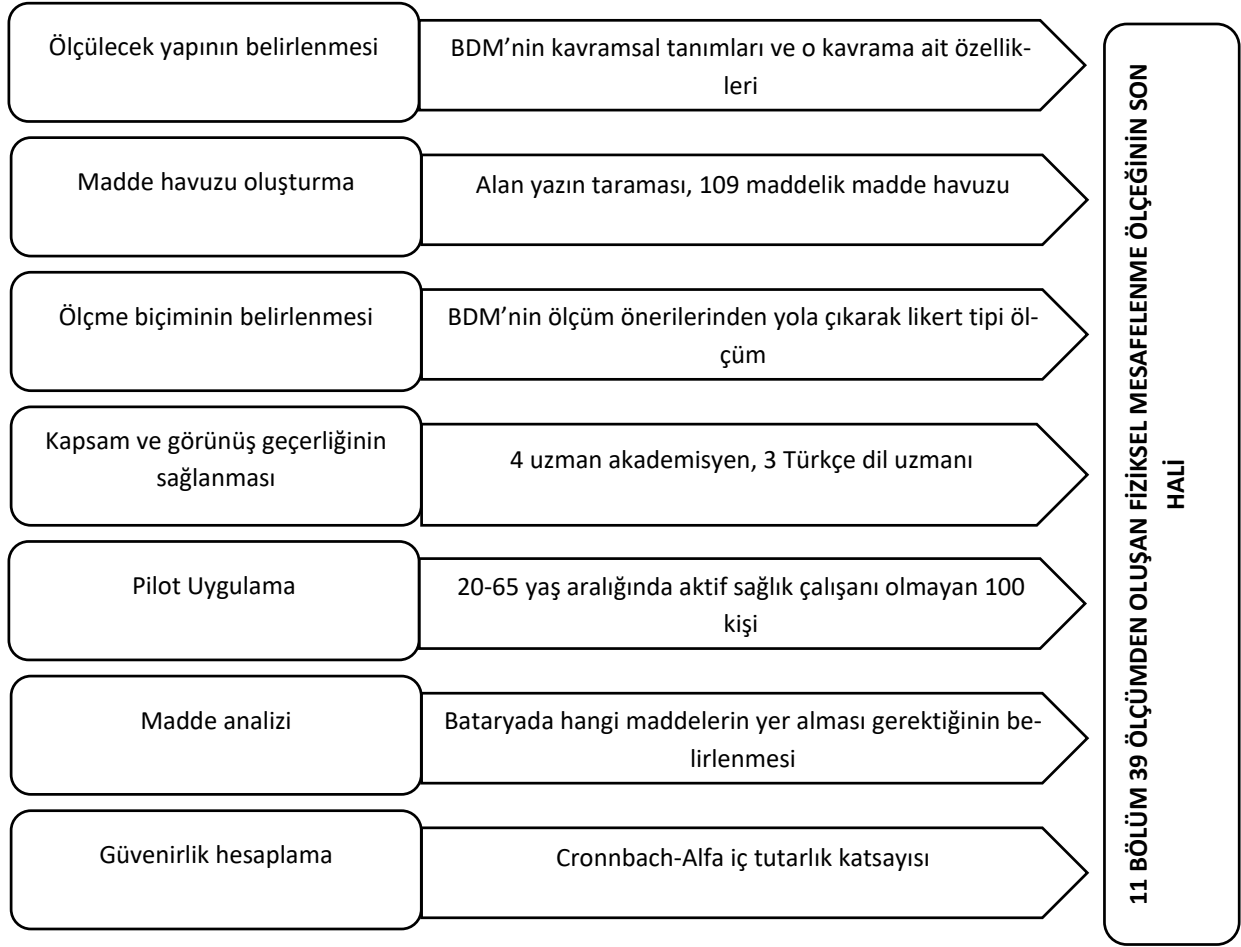 Ölçülecek yapının belirlenmesi
BDM’nin kavramsal tanımları ve o kavrama ait özellik-
leri
Madde havuzu oluşturma
Alan yazın taraması, 109 maddelik madde havuzu
Ölçme biçiminin belirlenmesi
BDM’nin ölçüm önerilerinden yola çıkarak likert tipi öl-
çüm
Kapsam ve görünüş geçerliğinin
sağlanması
4 uzman akademisyen, 3 Türkçe dil uzmanı
Pilot Uygulama
20-65 yaş aralığında aktif sağlık çalışanı olmayan 100
kişi
Madde analizi
Bataryada hangi maddelerin yer alması gerektiğinin be-
lirlenmesi
Güvenirlik hesaplama
Cronnbach-Alfa iç tutarlık katsayısı
11 BÖLÜM 39 ÖLÇÜMDEN OLUŞAN FİZİKSEL MESAFELENME ÖLÇEĞİNİN SON
HALİ